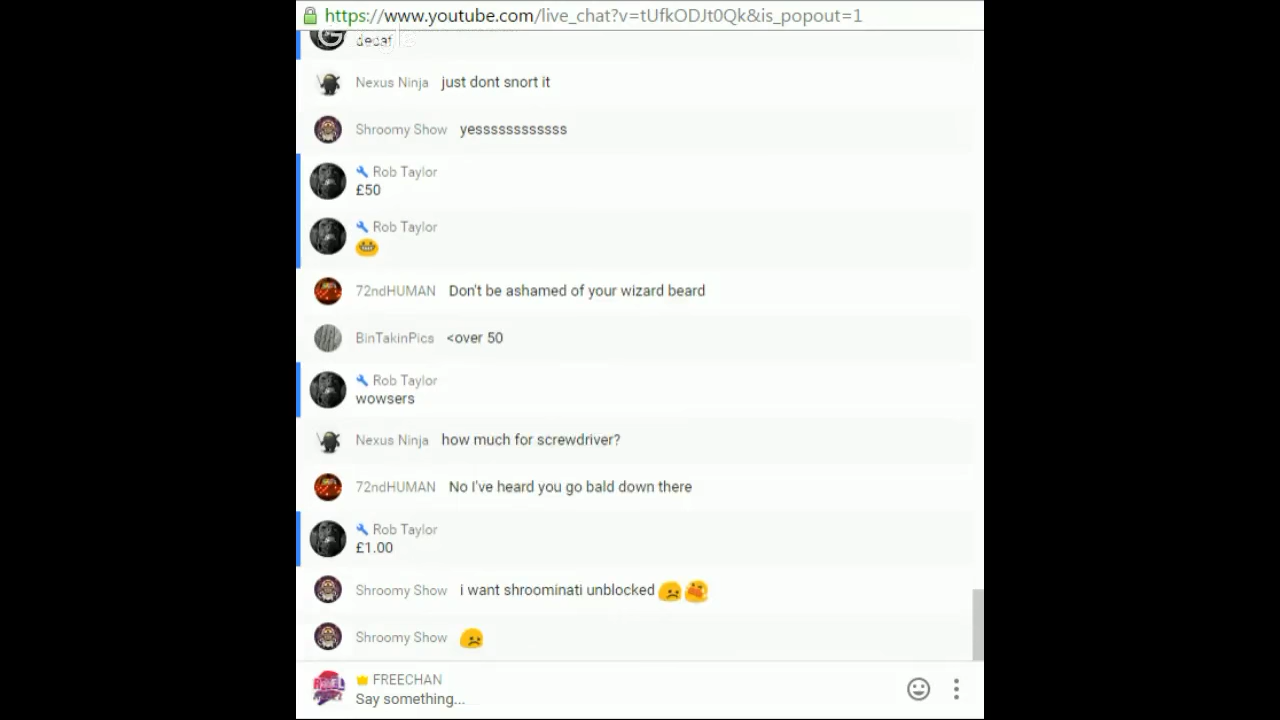 https://www.youtube.com/live_chat?v=tUfkODJt0Qk&is_popout=1
decaf
Nexus Ninja just dont snort it
Shroomy Show yessssssssssss
Rob Taylor
£50
Rob Taylor
72ndHUMAN Don't be ashamed of your wizard beard
BinTakinPics <over 50
Rob Taylor
wowsers
Nexus Ninja how much for screwdriver?
72ndHUMAN No I've heard you go bald down there
Rob Taylor
£1.00
Shroomy Show i want shroominati unblocked
Shroomy Show
FREECHAN
Say something...